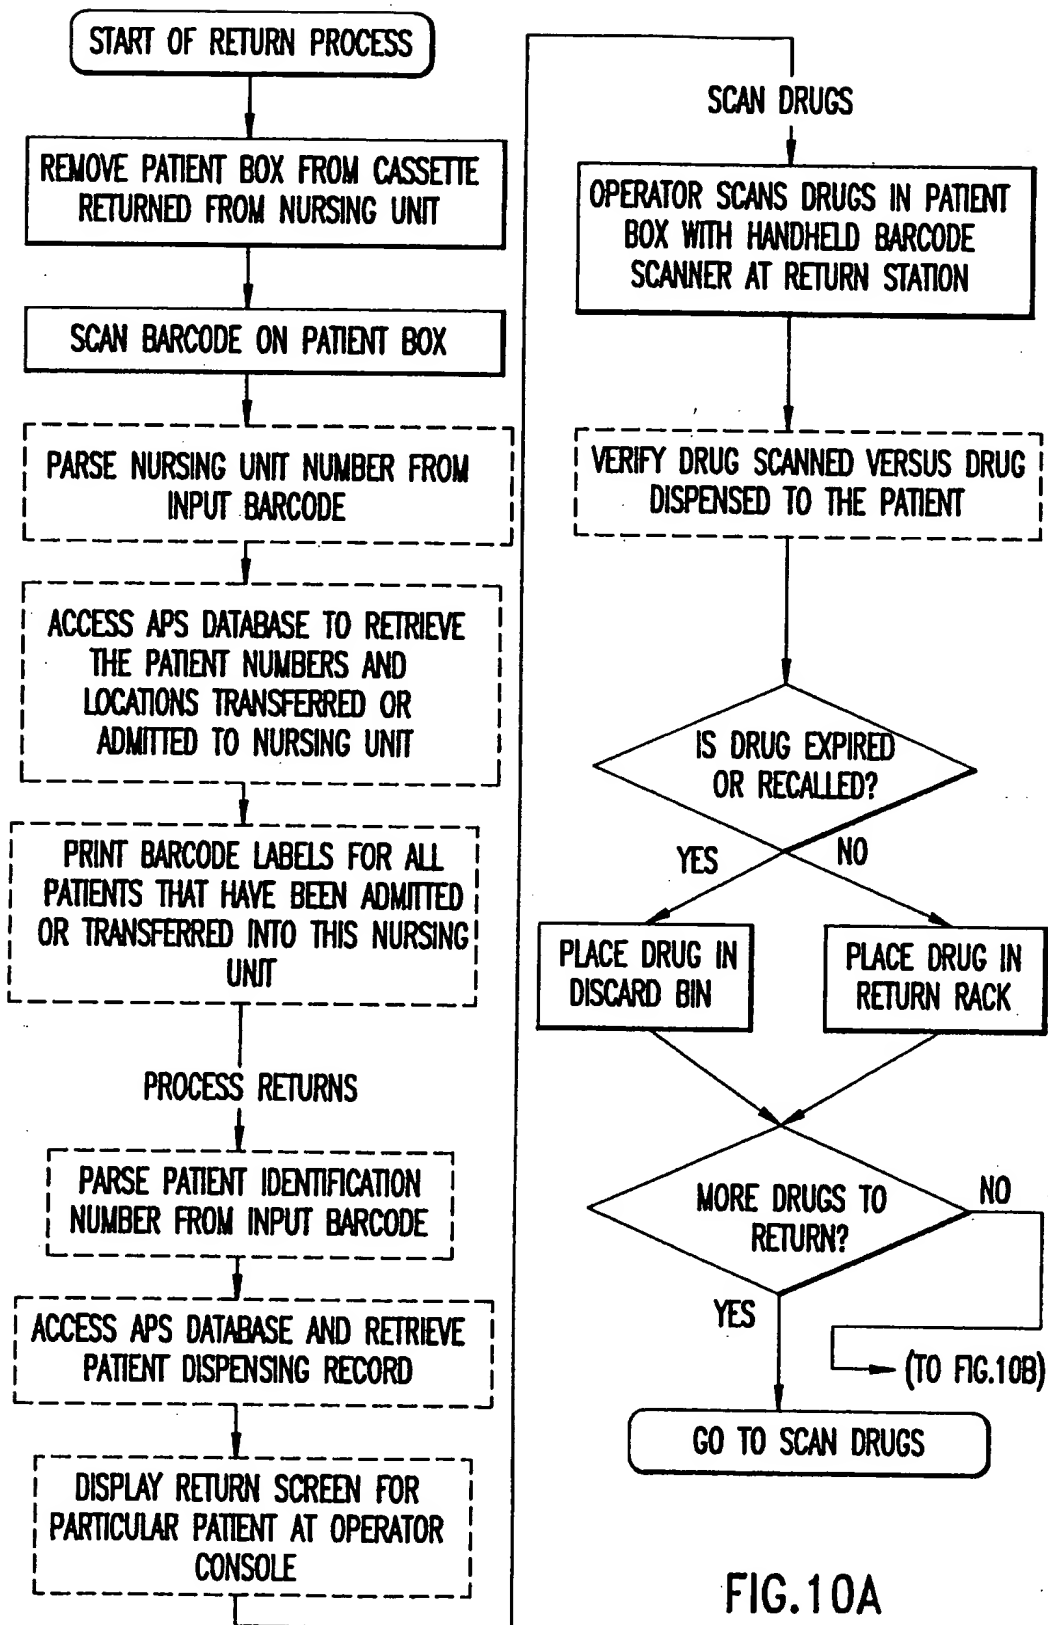 START OF RETURN PROCESS
REMOVE PATIENT BOX FROM CASSETTE
RETURNED FROM NURSING UNIT
SCAN BARCODE ON PATIENT BOX
PARSE NURSING UNIT NUMBER FROM
INPUT BARCODE
ACCESS APS DATABASE TO RETRIEVE
THE PATIENT NUMBERS AND
LOCATIONS TRANSFERRED OR
ADMITTED TO NURSING UNIT
PRINT BARCODE LABELS FOR ALL
PATIENTS THAT HAVE BEEN ADMITTED
OR TRANSFERRED INTO THIS NURSING
UNIT
PROCESS RETURNS
PARSE PATIENT IDENTIFICATION
NUMBER FROM INPUT BARCODE
ACCESS APS DATABASE AND RETRIEVE
PATIENT DISPENSING RECORD
DISPLAY RETURN SCREEN FOR
PARTICULAR PATIENT AT OPERATOR
CONSOLE
SCAN DRUGS
OPERATOR SCANS DRUGS IN PATIENT
BOX WITH HANDHELD BARCODE
SCANNER AT RETURN STATION
VERIFY DRUG SCANNED VERSUS DRUG
DISPENSED TO THE PATIENT
IS DRUG EXPIRED
OR RECALLED?
YES
NO
PLACE DRUG IN
DISCARD BIN
PLACE DRUG IN
RETURN RACK
MORE DRUGS TO
RETURN?
NO
YES
(TO FIG.10B)
GO TO SCAN DRUGS
FIG.10A